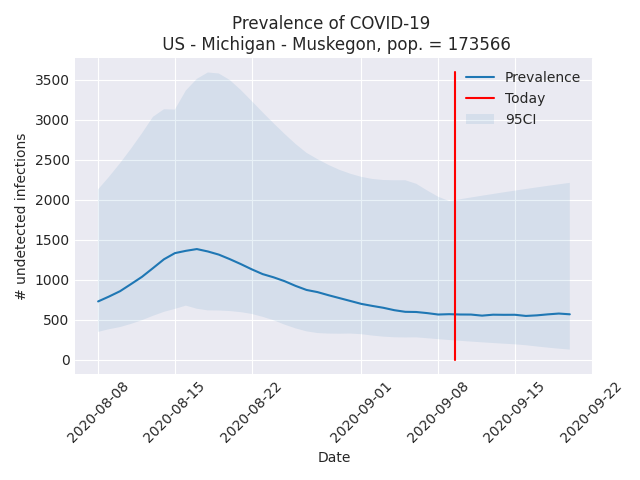 Prevalence of COVID-19
US - Michigan - Muskegon, pop. = 173566
3500
3000
2500
2000
1500
1000
500
0
# undetected infections
Prevalence
Today
95CI
2020-08-08
2020-08-15
2020-08-22
2020-09-01
2020-09-08
2020-09-15
2020-09-22
Date